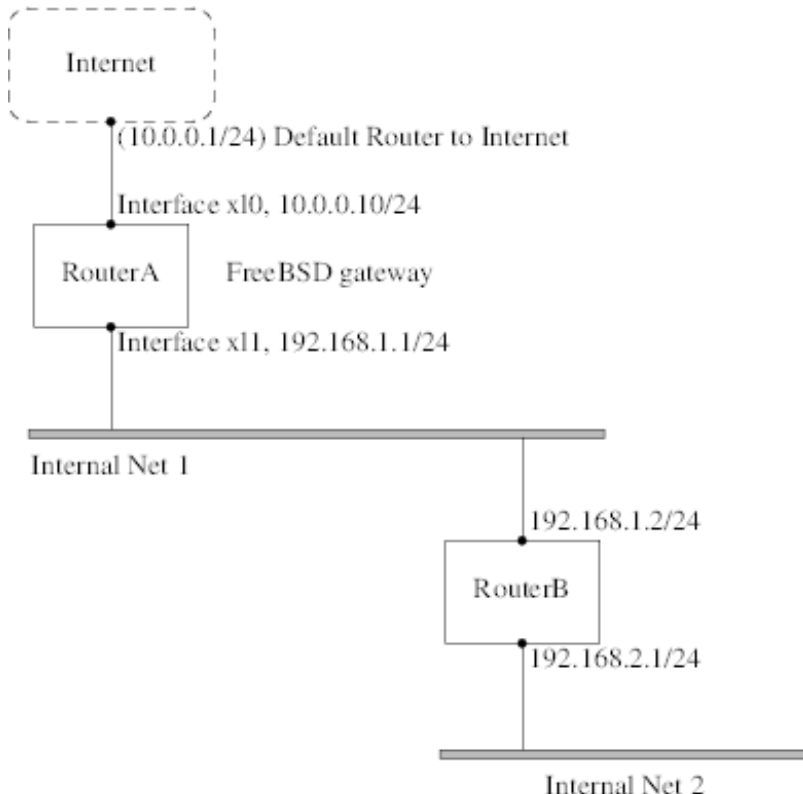 Internet
(10.0.0.1/24) Default Router to Internet
Interface xl0, 10.0.0.10/24
RouterA
FreeBSD gateway
Interface xl1, 192.168.1.1/24
Internal Net 1
192.168.1.2/24
RouterB
192.168.2.1/24
Internal Net 2